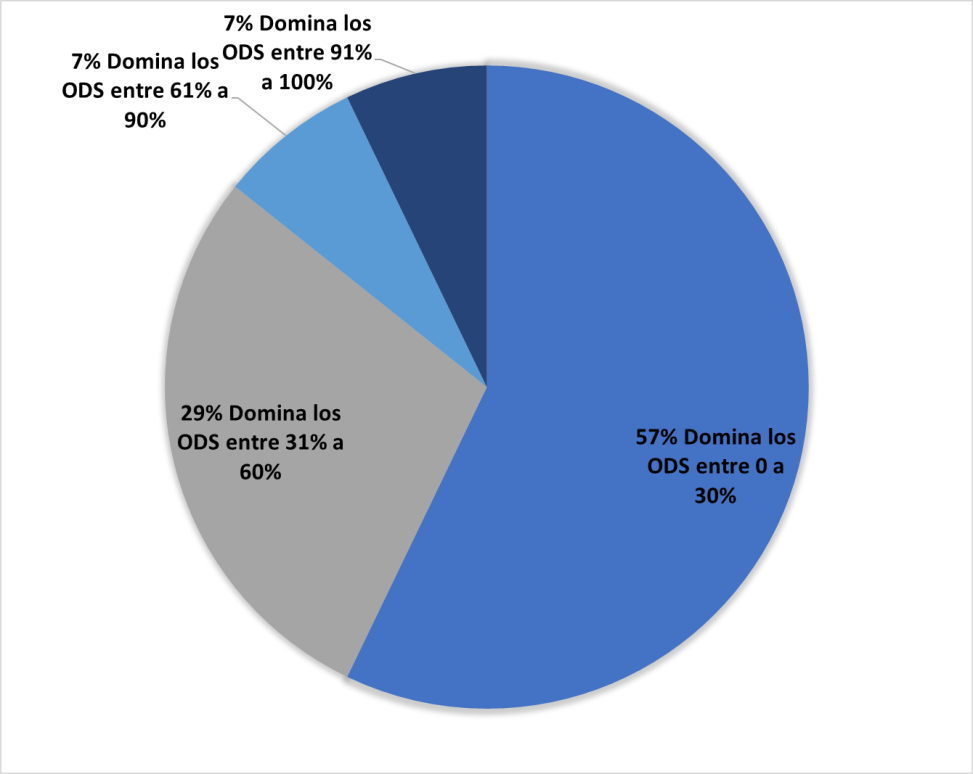 7% Domina los
ODS entre 91%
a 100%
7% Domina los
ODS entre 61% a
90%
29% Domina los
ODS entre 31% a
60%
57% Domina los
ODS entre 0 a
30%